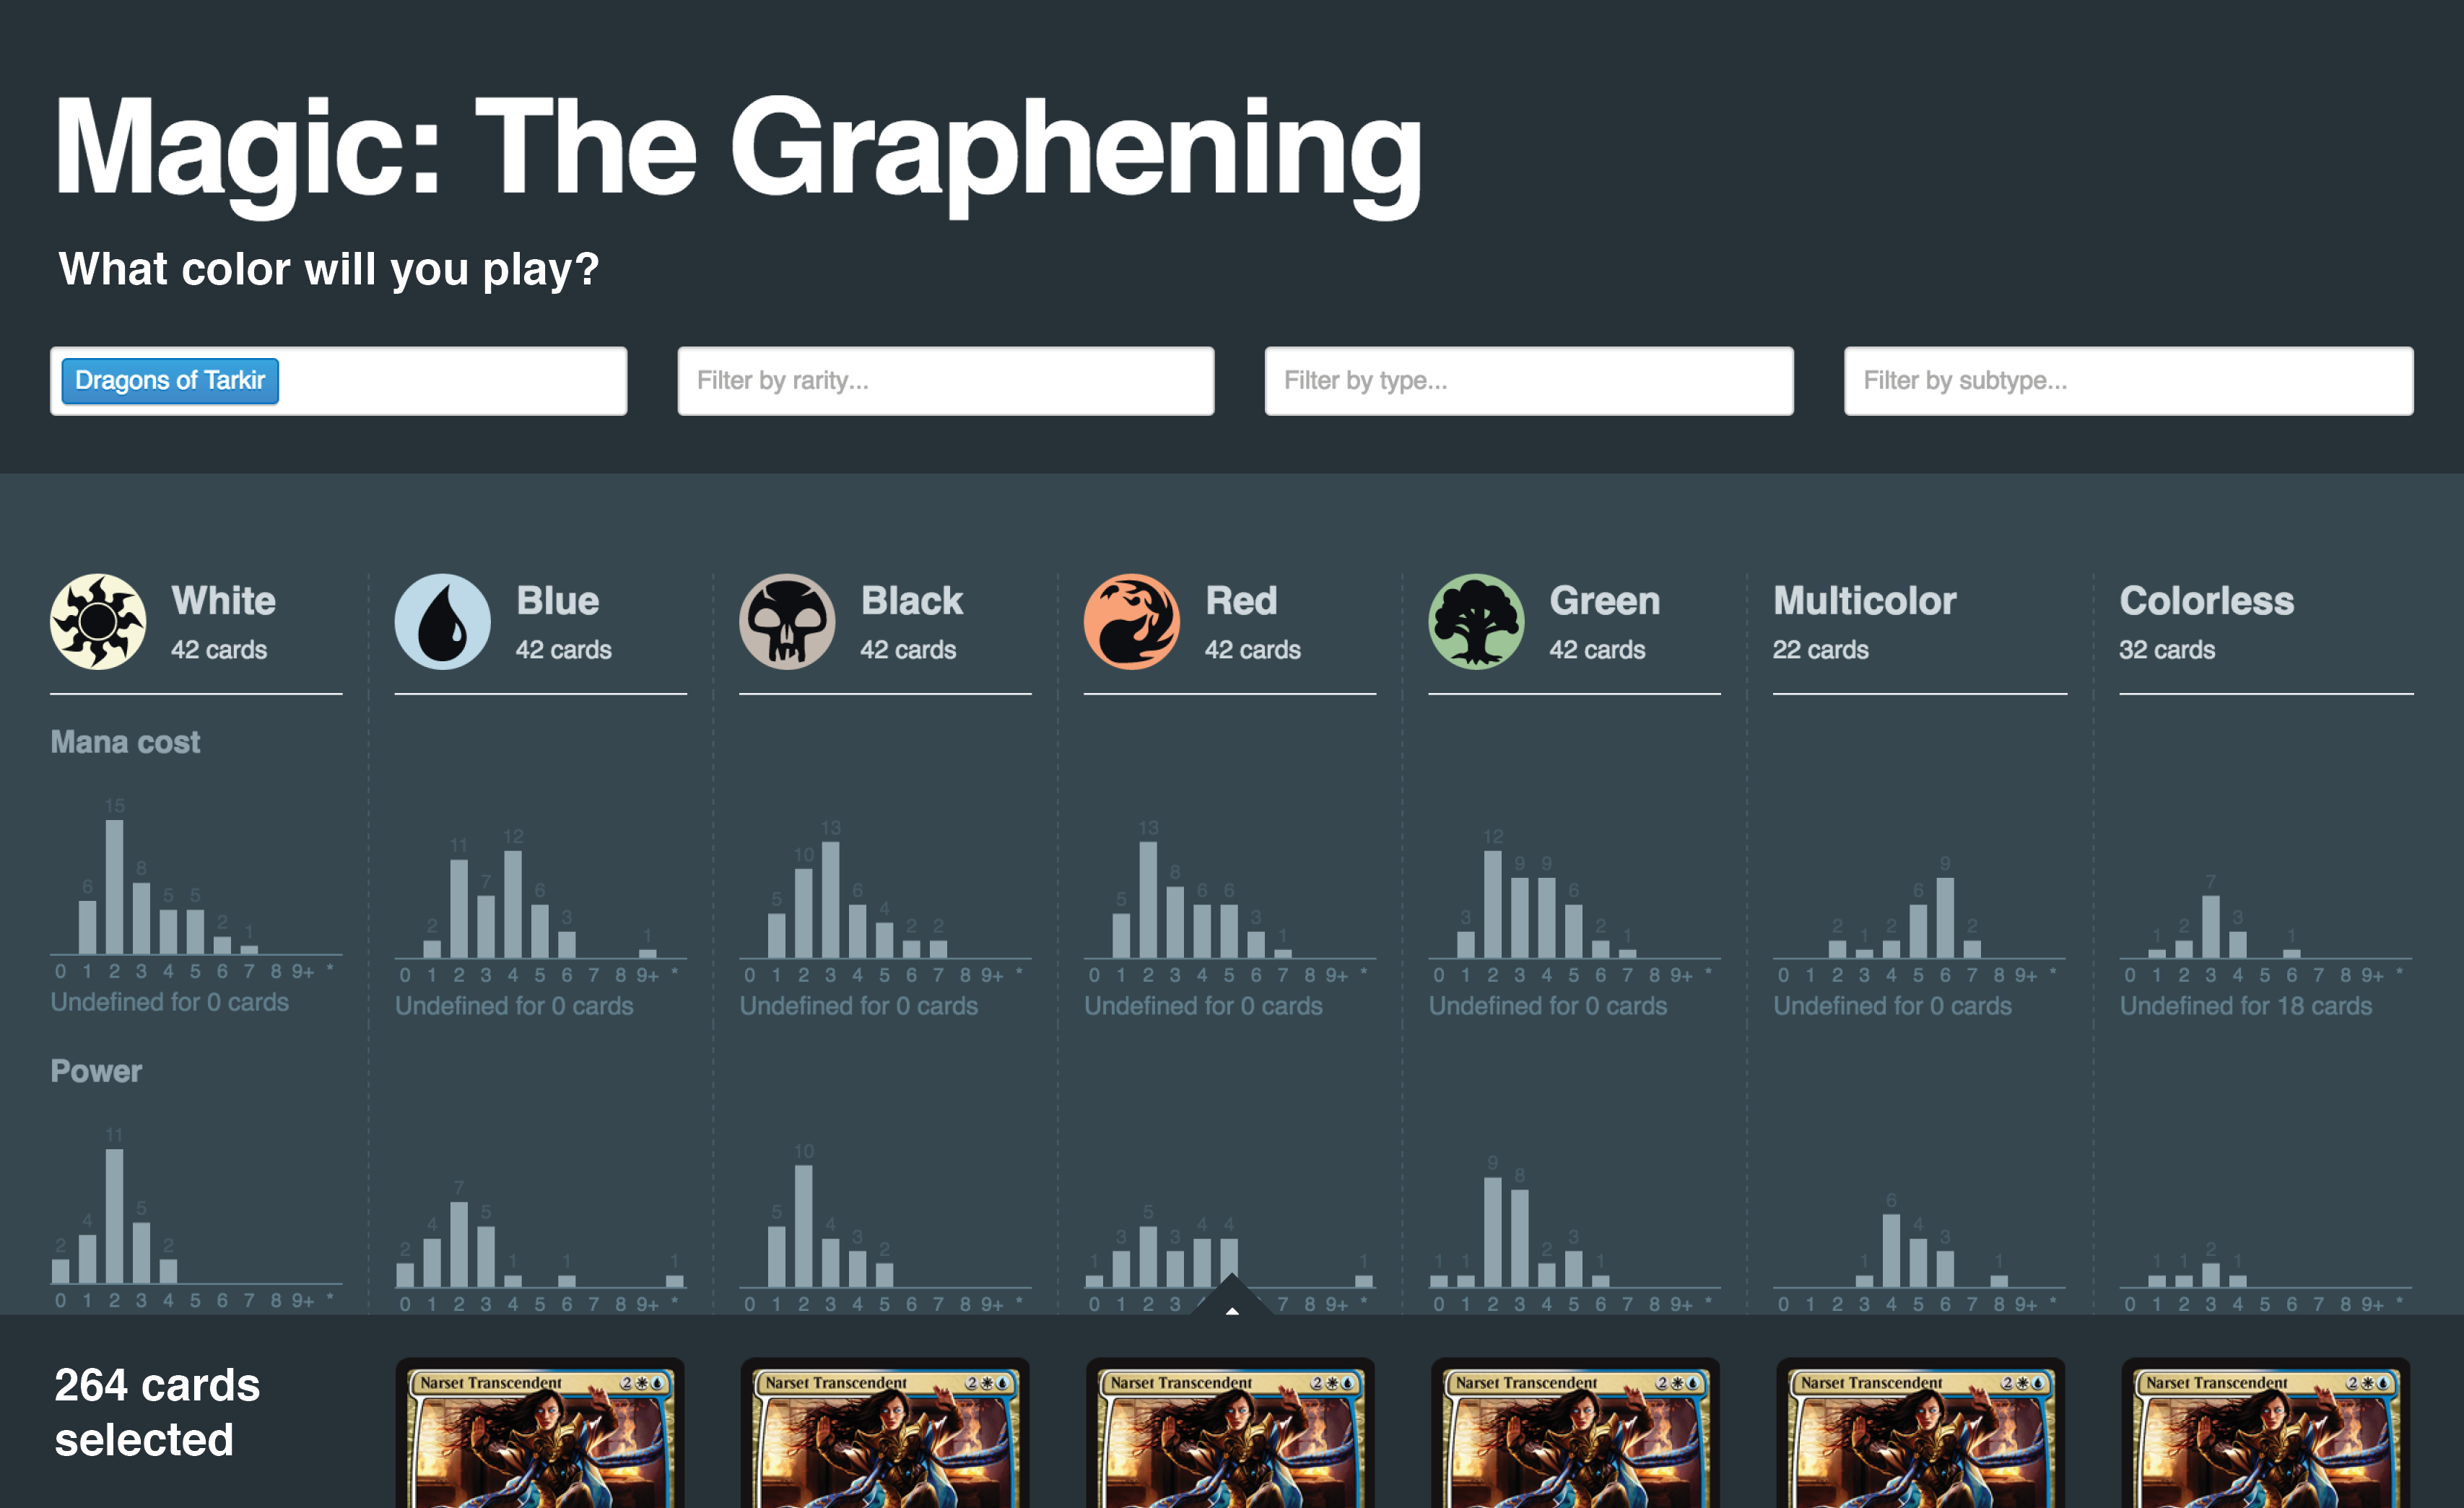 Magic: The Graphening
What color will you play?
Dragons of Tarkir
Filter by rarity...
Filter by type...
Filter by subtype...
White
42 cards
Blue
42 cards
Black
42 cards
Red
42 cards
Green
42 cards
Multicolor
22 cards
Colorless
32 cards
Mana cost
6 15 8 5 5 2 1
0 1 2 3 4 5 6 7 8 9+ *
Undefined for 0 cards
2 11 7 12 6 3 1
0 1 2 3 4 5 6 7 8 9+ *
Undefined for 0 cards
5 10 13 6 4 2 2
0 1 2 3 4 5 6 7 8 9+ *
Undefined for 0 cards
5 13 8 6 6 3 1
0 1 2 3 4 5 6 7 8 9+ *
Undefined for 0 cards
3 12 9 9 6 2 1
0 1 2 3 4 5 6 7 8 9+ *
Undefined for 0 cards
2 1 2 6 9 2
0 1 2 3 4 5 6 7 8 9+ *
Undefined for 0 cards
1 2 7 3 1
0 1 2 3 4 5 6 7 8 9+ *
Undefined for 18 cards
Power
2 4 11 5 2
0 1 2 3 4 5 6 7 8 9+ *
2 4 7 5 1 1 1
0 1 2 3 4 5 6 7 8 9+ *
5 10 4 3 2
0 1 2 3 4 5 6 7 8 9+ *
1 3 5 3 4 4 1
0 1 2 3 7 8 9+ *
1 1 9 8 2 3 1
0 1 2 3 4 5 6 7 8 9+ *
1 6 4 3 1
0 1 2 3 4 5 6 7 8 9+ *
1 1 2 1
0 1 2 3 4 5 6 7 8 9+ *
264 cards
selected
Narset Transcendent 2
Narset Transcendent 2
Narset Transcendent 2
Narset Transcendent 2
Narset Transcendent 2
Narset Transcendent 2